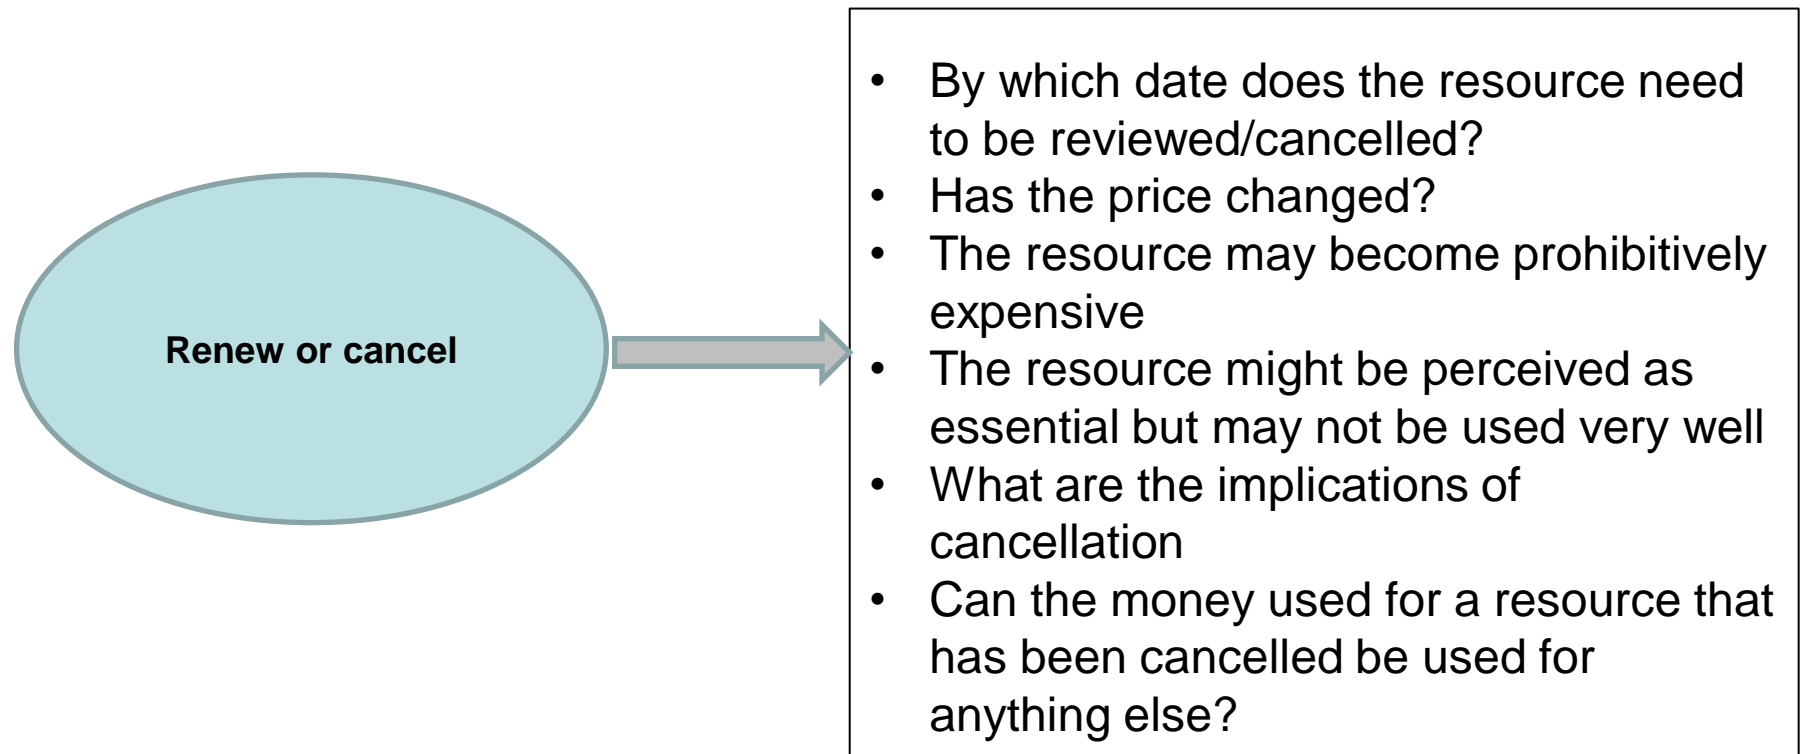 Renew or cancel
• By which date does the resource need
to be reviewed/cancelled?
• Has the price changed?
• The resource may become prohibitively
expensive
• The resource might be perceived as
essential but may not be used very well
• What are the implications of
cancellation
• Can the money used for a resource that
has been cancelled be used for
anything else?